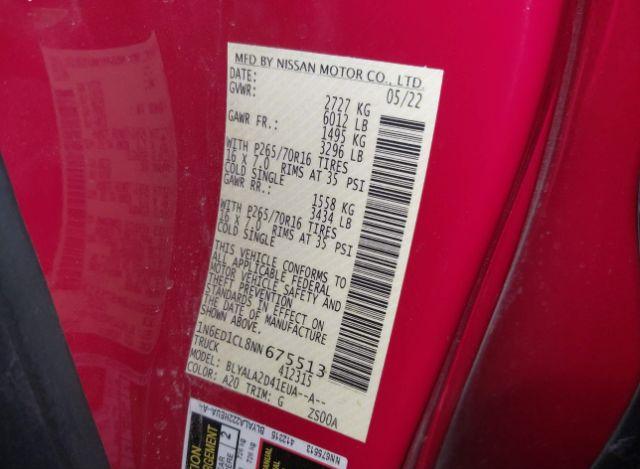 MFD BY NISSAN MOTOR CO., LTD.
DATE: 05/22
GVWR: 2727 KG
6012 LB
GAWR FR.: 1495 KG
3296 LB
WITH P265/70R16 TIRES
16 X 7.0 RIMS AT 35 PSI
COLD SINGLE
GAWR RR.: 1558 KG
3434 LB
WITH P265/70R16 TIRES
16 X 7.0 RIMS AT 35 PSI
COLD SINGLE
THIS VEHICLE CONFORMS TO
ALL APPLICABLE FEDERAL
MOTOR VEHICLE SAFETY AND
THEFT PREVENTION
STANDARDS IN EFFECT ON
THE DATE OF MANUFACTURE
SHOWN ABOVE.
1N6ED1CL8NN675513
TRUCK 412315
MODEL: BLYALA2D41EUA--A--
COLOR: A20 TRIM: G ZS00A
NN675513